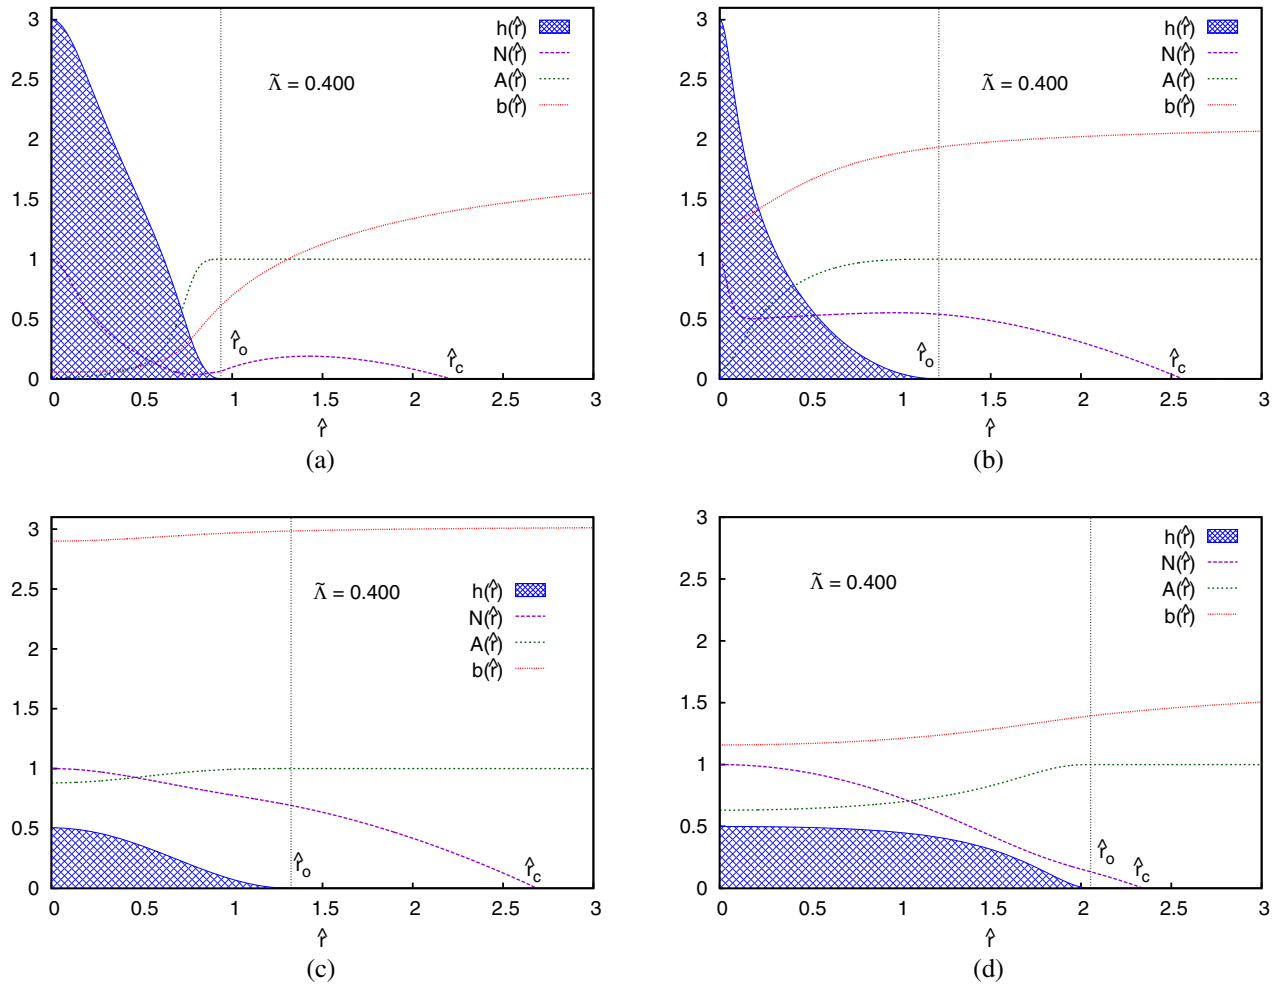 3
2.5
2
1.5
1
0.5
0
0 0.5 1 1.5 2 2.5 3
h(r̂)
N(r̂)
A(r̂)
b(r̂)
Λ̃ = 0.400
r̂o
r̂c
r̂
(a)
3
2.5
2
1.5
1
0.5
0
0 0.5 1 1.5 2 2.5 3
h(r̂)
N(r̂)
A(r̂)
b(r̂)
Λ̃ = 0.400
r̂o
r̂c
r̂
(b)
3
2.5
2
1.5
1
0.5
0
0 0.5 1 1.5 2 2.5 3
Λ̃ = 0.400
h(r̂)
N(r̂)
A(r̂)
b(r̂)
r̂o
r̂c
r̂
(c)
3
2.5
2
1.5
1
0.5
0
0 0.5 1 1.5 2 2.5 3
h(r̂)
N(r̂)
A(r̂)
b(r̂)
Λ̃ = 0.400
r̂o
r̂c
r̂
(d)